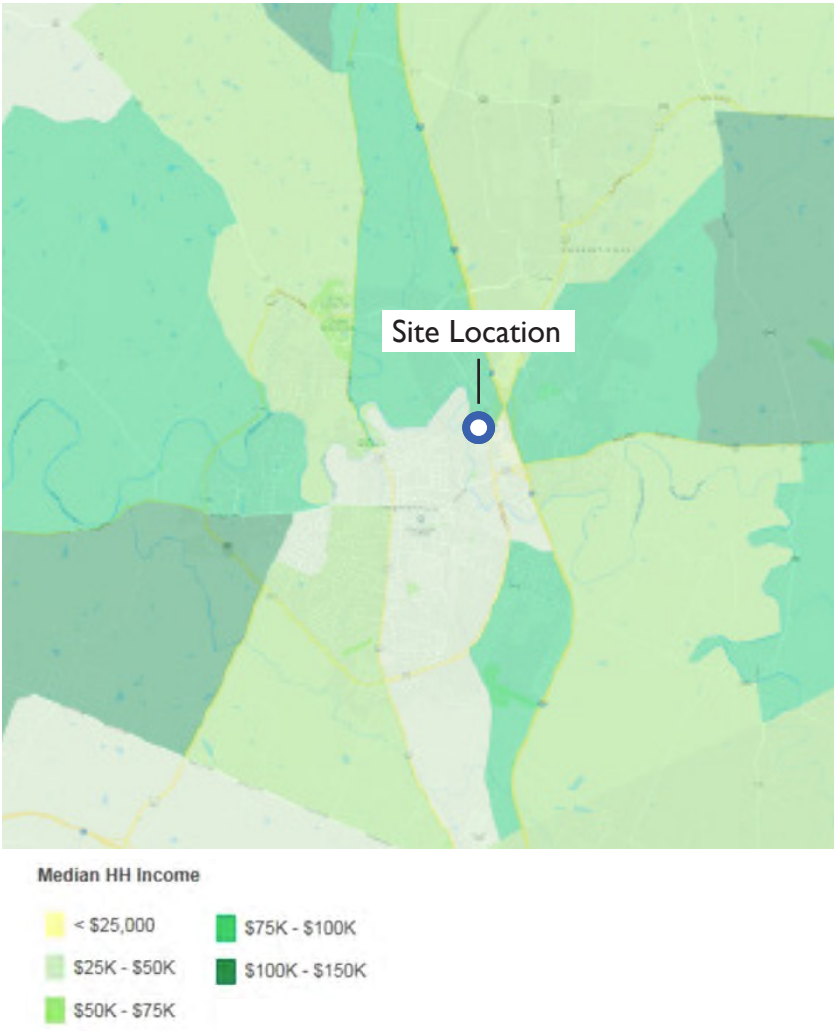 Site Location
Median HH Income
< $25,000
$75K - $100K
$25K - $50K
$100K - $150K
$50K - $75K